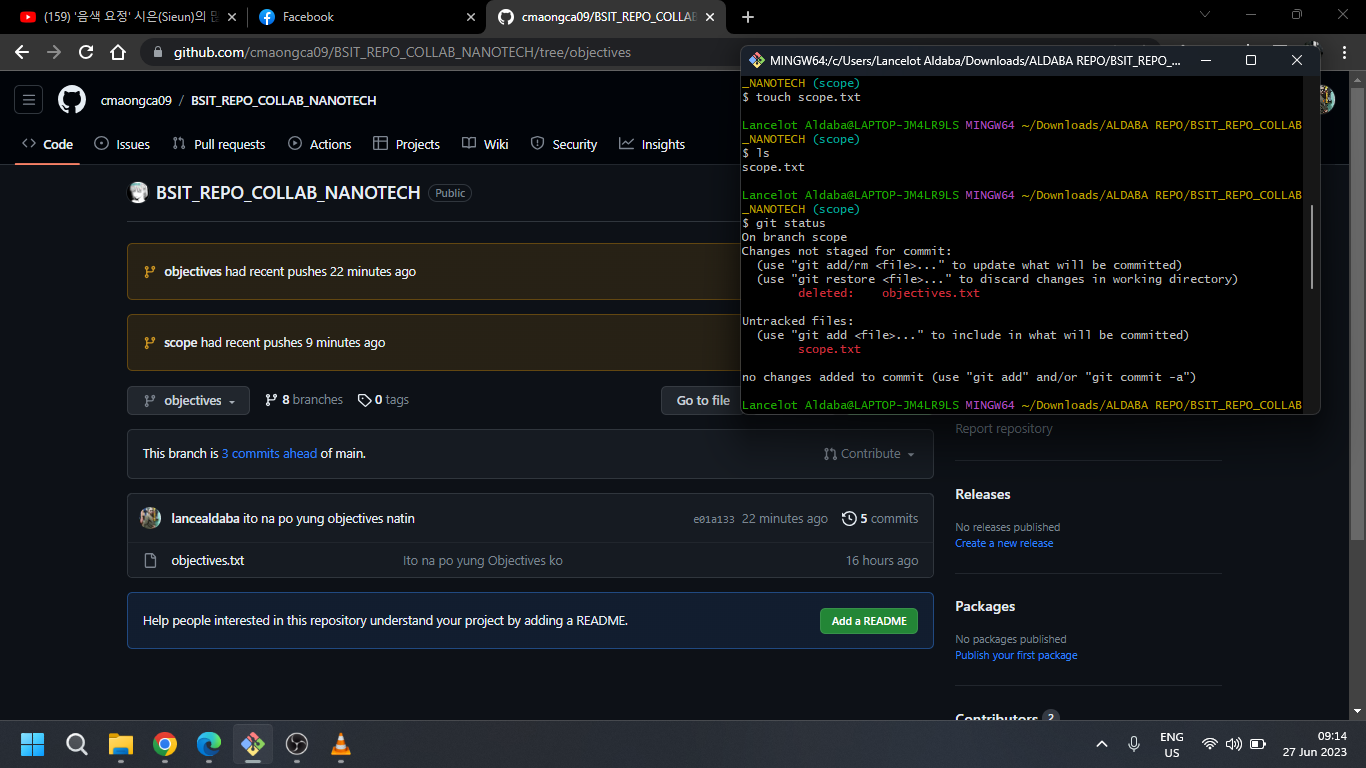 (159) '음색 요정' 시은(Sieun)의
Facebook
cmaongca09/BSIT_REPO_COLLAB
github.com/cmaongca09/BSIT_REPO_COLLAB_NANOTECH/tree/objectives
cmaongca09 / BSIT_REPO_COLLAB_NANOTECH
Code
Issues
Pull requests
Actions
Projects
Wiki
Security
Insights
BSIT_REPO_COLLAB_NANOTECH
Public
objectives had recent pushes 22 minutes ago
scope had recent pushes 9 minutes ago
objectives
8 branches
0 tags
Go to file
This branch is 3 commits ahead of main.
Contribute
lancealdaba ito na po yung objectives natin
e01a133 22 minutes ago
5 commits
objectives.txt
Ito na po yung Objectives ko
16 hours ago
Help people interested in this repository understand your project by adding a README.
Add a README
MINGW64:/c/Users/Lancelot Aldaba/Downloads/ALDABA REPO/BSIT_REPO_...
_NANOTECH (scope)
$ touch scope.txt
Lancelot Aldaba@LAPTOP-JM4LR9LS MINGW64 ~/Downloads/ALDABA REPO/BSIT_REPO_COLLAB
_NANOTECH (scope)
$ ls
scope.txt
Lancelot Aldaba@LAPTOP-JM4LR9LS MINGW64 ~/Downloads/ALDABA REPO/BSIT_REPO_COLLAB
_NANOTECH (scope)
$ git status
On branch scope
Changes not staged for commit:
(use "git add/rm <file>..." to update what will be committed)
(use "git restore <file>..." to discard changes in working directory)
deleted: objectives.txt
Untracked files:
(use "git add <file>..." to include in what will be committed)
scope.txt
no changes added to commit (use "git add" and/or "git commit -a")
Lancelot Aldaba@LAPTOP-JM4LR9LS MINGW64 ~/Downloads/ALDABA REPO/BSIT_REPO_COLLAB
Report repository
Releases
No releases published
Create a new release
Packages
No packages published
Publish your first package
Contributors 2
ENG
US
09:14
27 Jun 2023